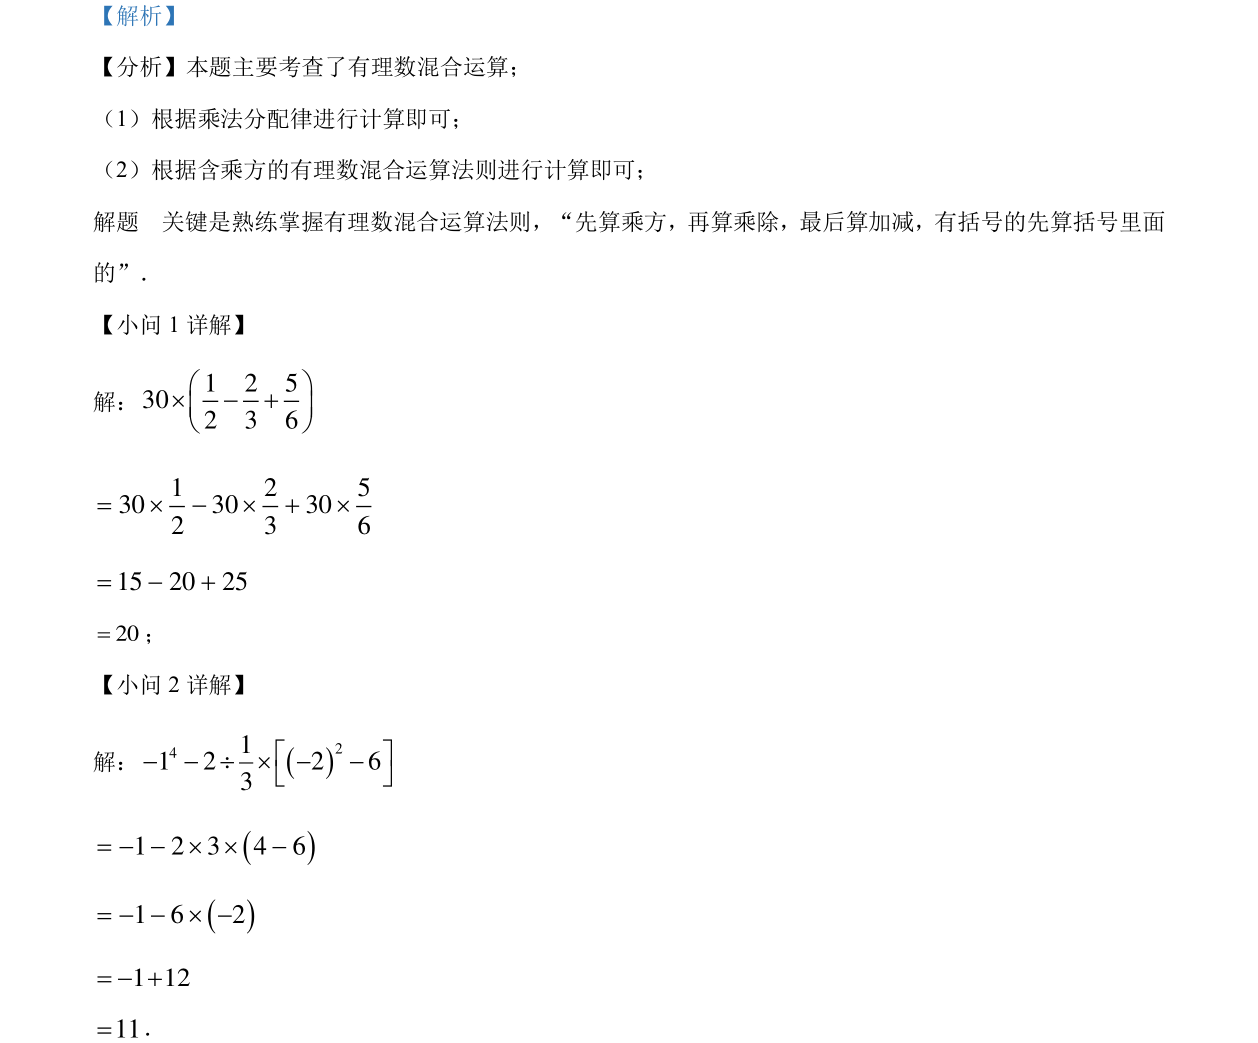 【解析】
【分析】本题主要考查了有理数混合运算；
（1）根据乘法分配律进行计算即可；
（2）根据含乘方的有理数混合运算法则进行计算即可；
解题　关键是熟练掌握有理数混合运算法则，“先算乘方，再算乘除，最后算加减，有括号的先算括号里面
的”．
【小问 1 详解】
解：30×(1/2−2/3+5/6)
=30×1/2−30×2/3+30×5/6
=15−20+25
=20；
【小问 2 详解】
解：−1⁴−2÷1/3×[(−2)²−6]
=−1−2×3×(4−6)
=−1−6×(−2)
=−1+12
=11．